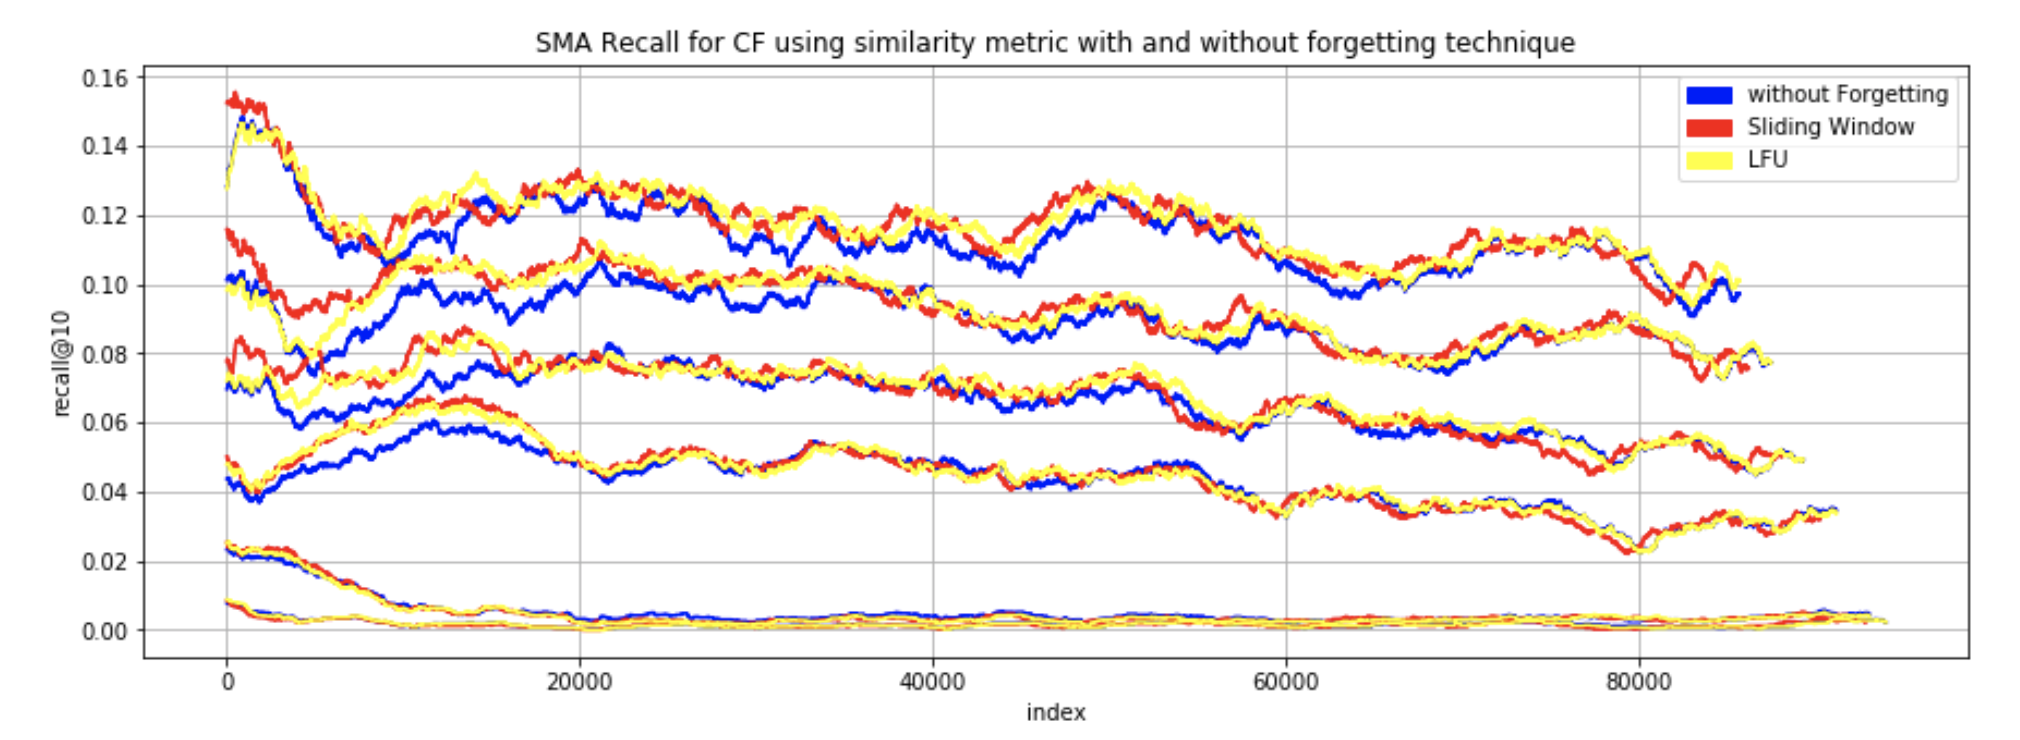 SMA Recall for CF using similarity metric with and without forgetting technique
0.16
0.14
0.12
0.10
0.08
0.06
0.04
0.02
0.00
recall@10
without Forgetting
Sliding Window
LFU
0 20000 40000 60000 80000
index